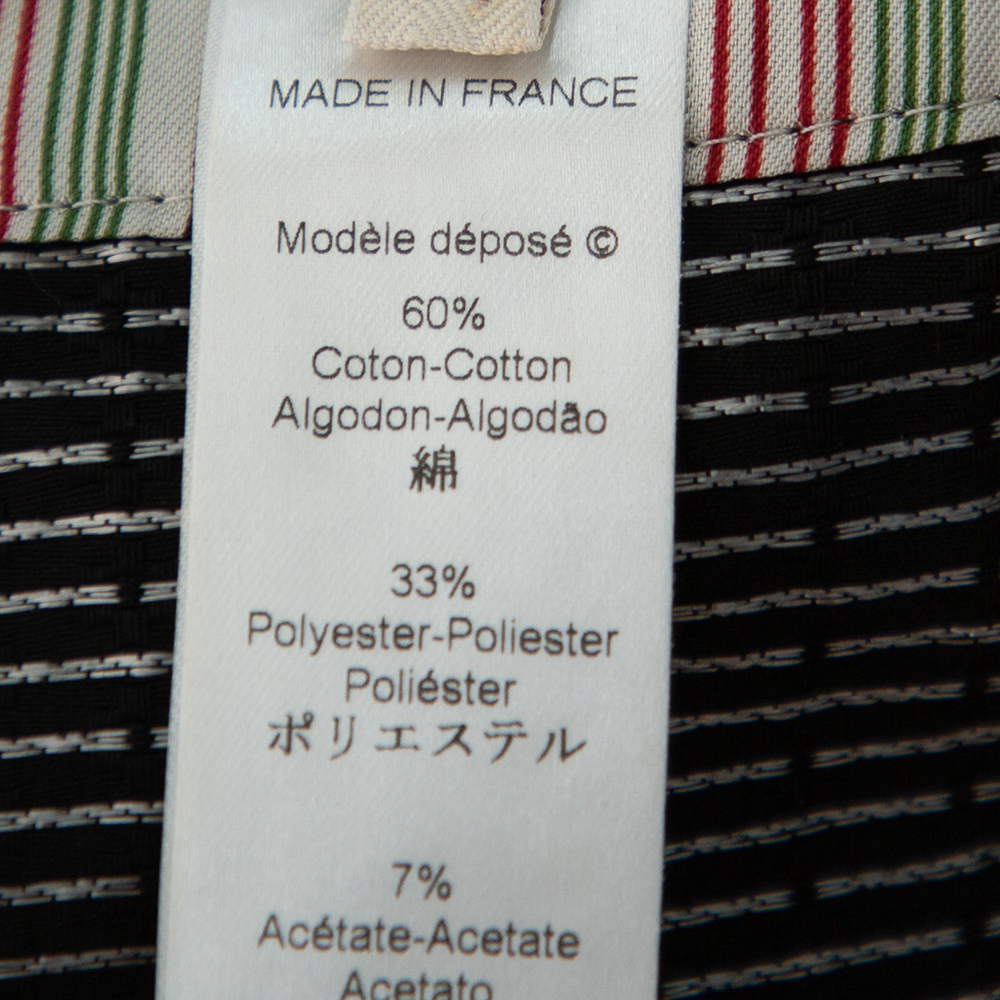 MADE IN FRANCE
Modèle déposé ©
60%
Coton-Cotton
Algodon-Algodão
綿
33%
Polyester-Poliester
Poliéster
ポリエステル
7%
Acétate-Acetate
Acetato